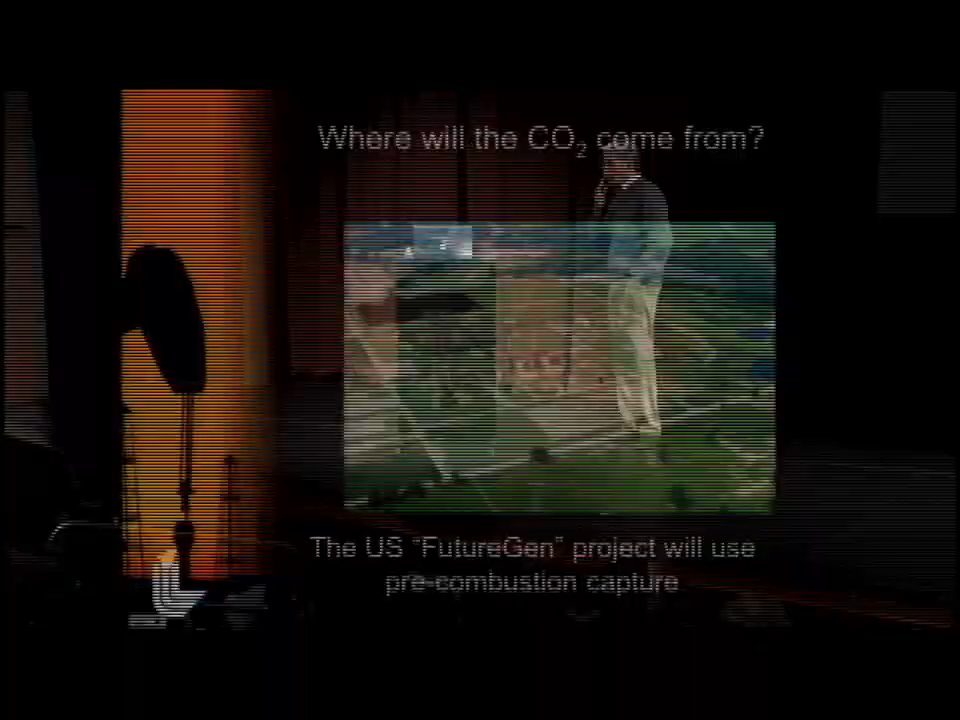 Where will the CO₂ come from?
The US "FutureGen" project will use
pre-combustion capture